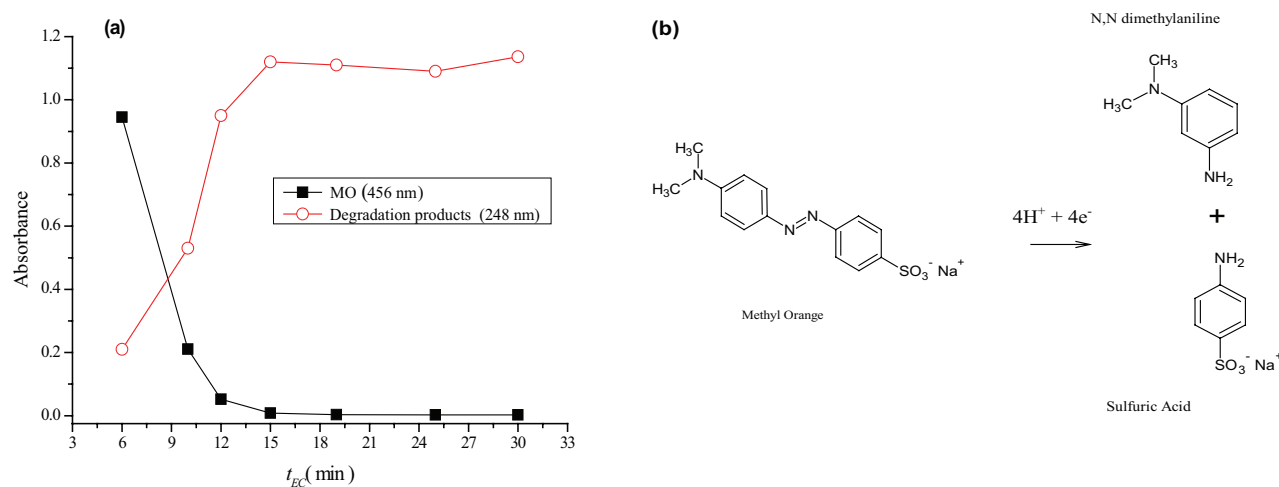 (a)
Absorbance
1.2
1.0
0.8
0.6
0.4
0.2
0.0
MO (456 nm)
Degradation products (248 nm)
3 6 9 12 15 18 21 24 27 30 33
t_EC (min)
(b)
H₃C
N
H₃C
N
N
SO₃⁻ Na⁺
Methyl Orange
4H⁺ + 4e⁻
N,N dimethylaniline
CH₃
N
H₃C
NH₂
+
NH₂
SO₃⁻ Na⁺
Sulfuric Acid